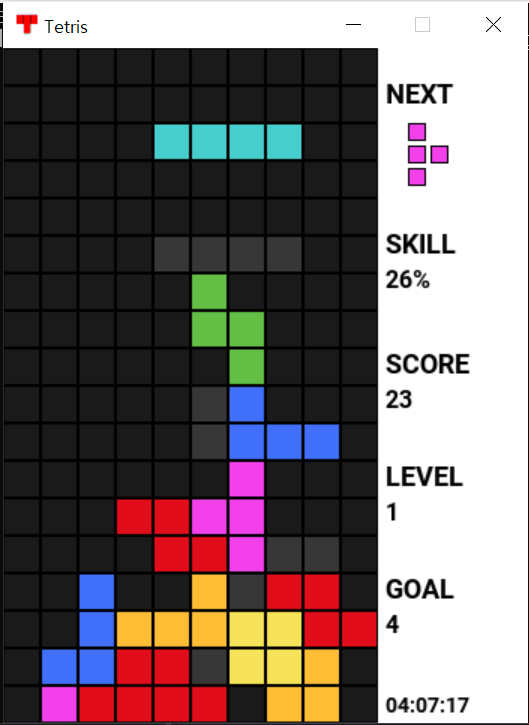 Tetris
NEXT
SKILL
26%
SCORE
23
LEVEL
1
GOAL
4
04:07:17